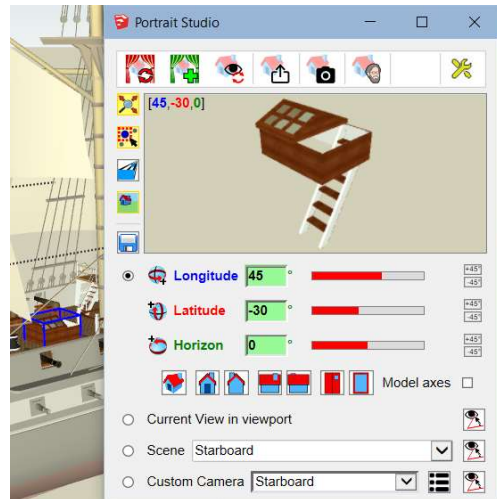 Portrait Studio
[45,-30,0]
Longitude 45 °
+45°
-45°
Latitude -30 °
+45°
-45°
Horizon 0 °
+45°
-45°
Model axes
Current View in viewport
Scene Starboard
Custom Camera Starboard